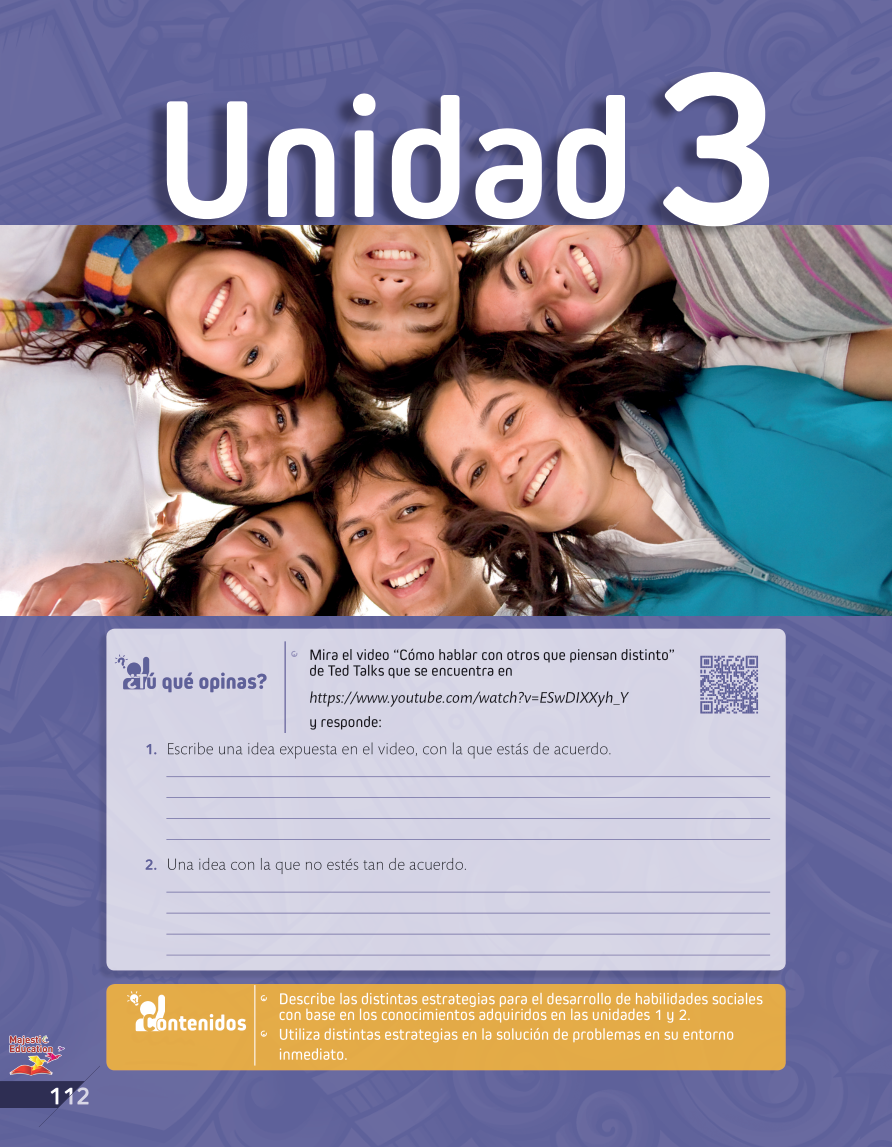 Unidad 3
¿Tú qué opinas?
Mira el video “Cómo hablar con otros que piensan distinto”
de Ted Talks que se encuentra en
https://www.youtube.com/watch?v=ESwDIXXyh_Y
y responde:
1. Escribe una idea expuesta en el video, con la que estás de acuerdo.
2. Una idea con la que no estés tan de acuerdo.
Contenidos
Describe las distintas estrategias para el desarrollo de habilidades sociales
con base en los conocimientos adquiridos en las unidades 1 y 2.
Utiliza distintas estrategias en la solución de problemas en su entorno
inmediato.
Majestic
Education
112